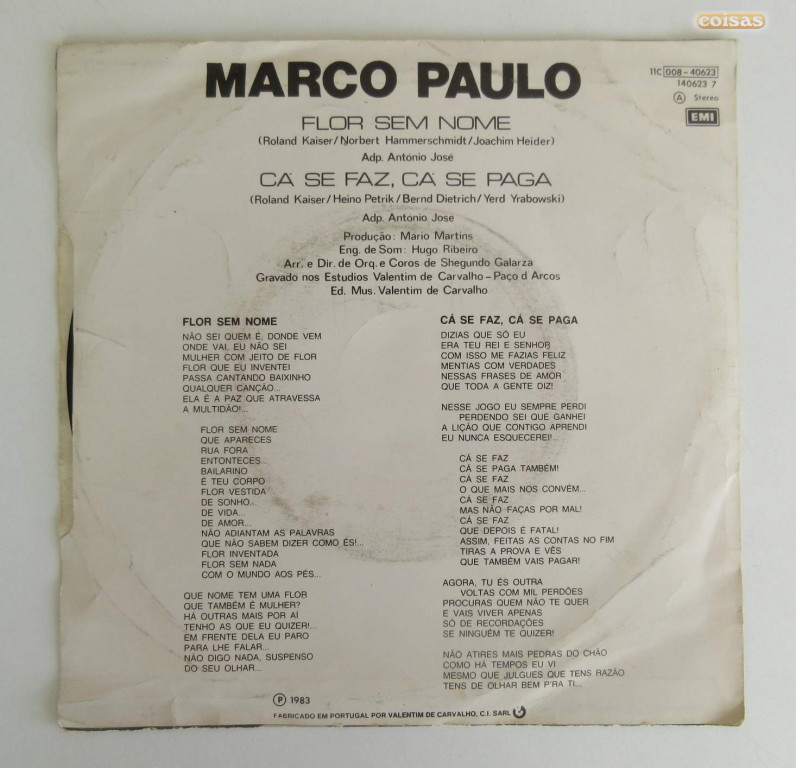 coisas
MARCO PAULO
11C 008-40623
140623 7
A Stereo
EMI
FLOR SEM NOME
(Roland Kaiser/Norbert Hammerschmidt/Joachim Heider)
Adp. António José
CÁ SE FAZ, CÁ SE PAGA
(Roland Kaiser/Heino Petrik/Bernd Dietrich/Yerd Yrabowski)
Adp. Antonio Jose
Produção: Mário Martins
Eng. de Som: Hugo Ribeiro
Arr. e Dir. de Orq. e Coros de Shegundo Galarza
Gravado nos Estudios Valentim de Carvalho - Paço d Arcos
Ed. Mus. Valentim de Carvalho
FLOR SEM NOME
NÃO SEI QUEM É, DONDE VEM
ONDE VAI, EU NÃO SEI
MULHER COM JEITO DE FLOR
FLOR QUE EU INVENTEI
PASSA CANTANDO BAIXINHO
QUALQUER CANÇÃO...
ELA É A PAZ QUE ATRAVESSA
A MULTIDÃO!...
FLOR SEM NOME
QUE APARECES
RUA FORA
ENTONTECES...
BAILARINO
É TEU CORPO
FLOR VESTIDA
DE SONHO...
DE VIDA...
DE AMOR...
NÃO ADIANTAM AS PALAVRAS
QUE NÃO SABEM DIZER COMO ÉS!...
FLOR INVENTADA
FLOR SEM NADA
COM O MUNDO AOS PÉS...
QUE NOME TEM UMA FLOR
QUE TAMBÉM É MULHER?
HÁ OUTRAS MAIS POR AÍ
TENHO AS QUE EU QUIZER!...
EM FRENTE DELA EU PARO
PARA LHE FALAR...
NÃO DIGO NADA, SUSPENSO
DO SEU OLHAR...
CÁ SE FAZ, CÁ SE PAGA
DIZIAS QUE SÓ EU
ERA TEU REI E SENHOR
COM ISSO ME FAZIAS FELIZ
MENTIAS COM VERDADES
NESSAS FRASES DE AMOR
QUE TODA A GENTE DIZ!
NESSE JOGO EU SEMPRE PERDI
PERDENDO SEI QUE GANHEI
A LIÇÃO QUE CONTIGO APRENDI
EU NUNCA ESQUECEREI!...
CÁ SE FAZ
CÁ SE PAGA TAMBÉM!
CÁ SE FAZ
O QUE MAIS NOS CONVÉM...
CÁ SE FAZ
MAS NÃO FAÇAS POR MAL!
CÁ SE FAZ
QUE DEPOIS É FATAL!
ASSIM, FEITAS AS CONTAS NO FIM
TIRAS A PROVA E VÊS
QUE TAMBÉM VAIS PAGAR!
AGORA, TU ÉS OUTRA
VOLTAS COM MIL PERDÕES
PROCURAS QUEM NÃO TE QUER
E VAIS VIVER APENAS
SÓ DE RECORDAÇÕES
SE NINGUÉM TE QUIZER!
NÃO ATIRES MAIS PEDRAS DO CHÃO
COMO HÁ TEMPOS EU VI
MESMO QUE JULGUES QUE TENS RAZÃO
TENS DE OLHAR BEM P'RA TI...
℗ 1983
FABRICADO EM PORTUGAL POR VALENTIM DE CARVALHO, C.I. SARL